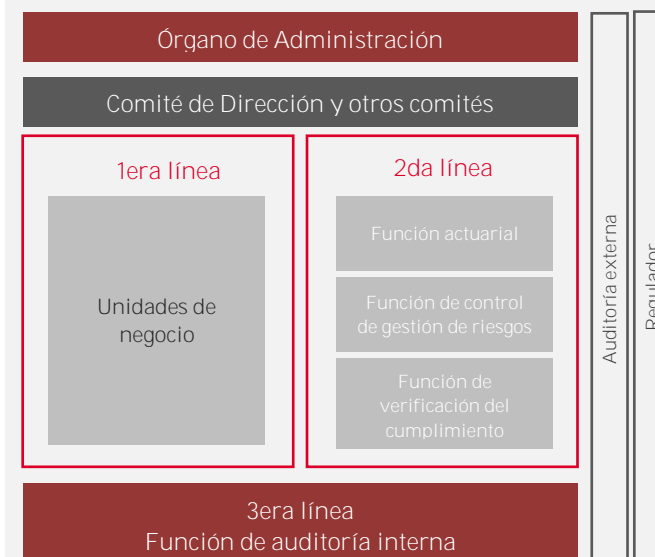 Órgano de Administración
Comité de Dirección y otros comités
1era línea
Unidades de
negocio
2da línea
Función actuarial
Función de control
de gestión de riesgos
Función de
verificación del
cumplimiento
3era línea
Función de auditoría interna
Auditoría externa
Regulador